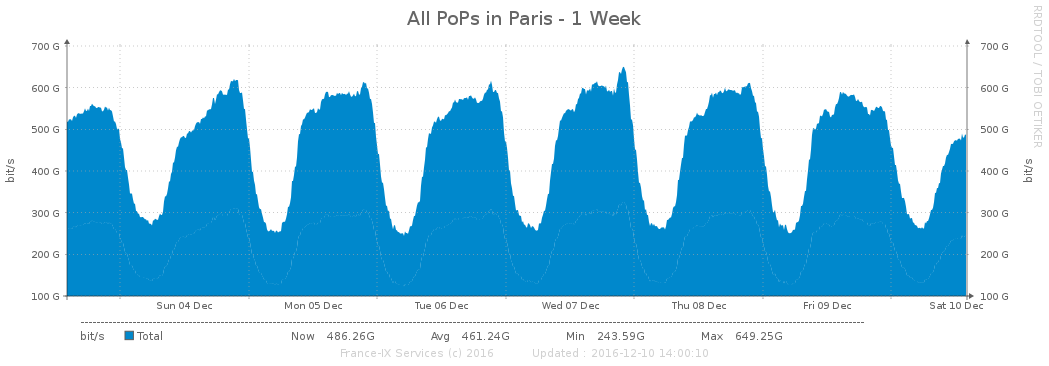 All PoPs in Paris - 1 Week
RRDTOOL / TOBI OETIKER
700 G 700 G
600 G 600 G
500 G 500 G
400 G 400 G
300 G 300 G
200 G 200 G
100 G 100 G
bit/s bit/s
Sun 04 Dec Mon 05 Dec Tue 06 Dec Wed 07 Dec Thu 08 Dec Fri 09 Dec Sat 10 Dec
bit/s Total Now 486.26G Avg 461.24G Min 243.59G Max 649.25G
France-IX Services (c) 2016 Updated : 2016-12-10 14:00:10